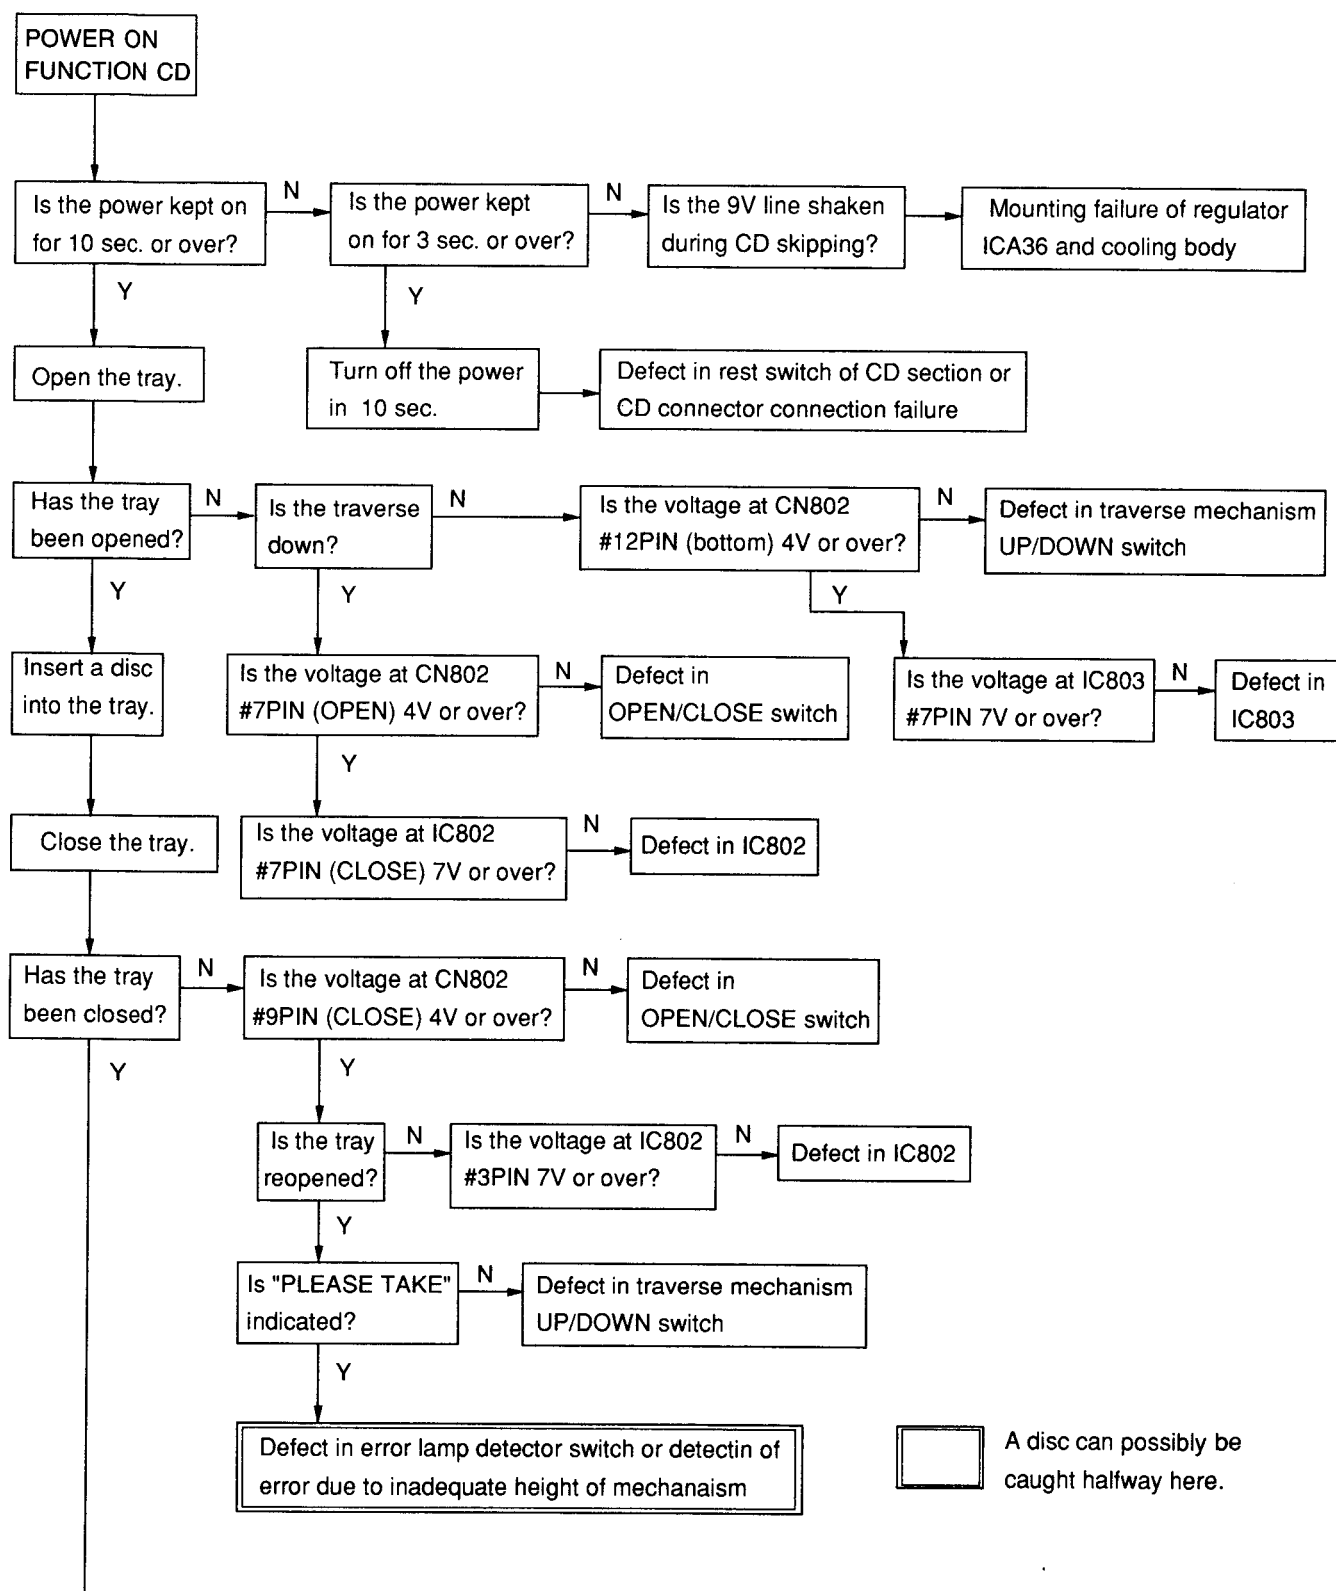 POWER ON
FUNCTION CD
Is the power kept on
for 10 sec. or over?
N
Is the power kept
on for 3 sec. or over?
N
Is the 9V line shaken
during CD skipping?
Mounting failure of regulator
ICA36 and cooling body
Y
Y
Open the tray.
Turn off the power
in 10 sec.
Defect in rest switch of CD section or
CD connector connection failure
Has the tray
been opened?
N
Is the traverse
down?
N
Is the voltage at CN802
#12PIN (bottom) 4V or over?
N
Defect in traverse mechanism
UP/DOWN switch
Y
Y
Y
Insert a disc
into the tray.
Is the voltage at CN802
#7PIN (OPEN) 4V or over?
N
Defect in
OPEN/CLOSE switch
Is the voltage at IC803
#7PIN 7V or over?
N
Defect in
IC803
Y
Close the tray.
Is the voltage at IC802
#7PIN (CLOSE) 7V or over?
N
Defect in IC802
Has the tray
been closed?
N
Is the voltage at CN802
#9PIN (CLOSE) 4V or over?
N
Defect in
OPEN/CLOSE switch
Y
Y
Is the tray
reopened?
N
Is the voltage at IC802
#3PIN 7V or over?
N
Defect in IC802
Y
Is "PLEASE TAKE"
indicated?
N
Defect in traverse mechanism
UP/DOWN switch
Y
Defect in error lamp detector switch or detectin of
error due to inadequate height of mechanaism
A disc can possibly be
caught halfway here.